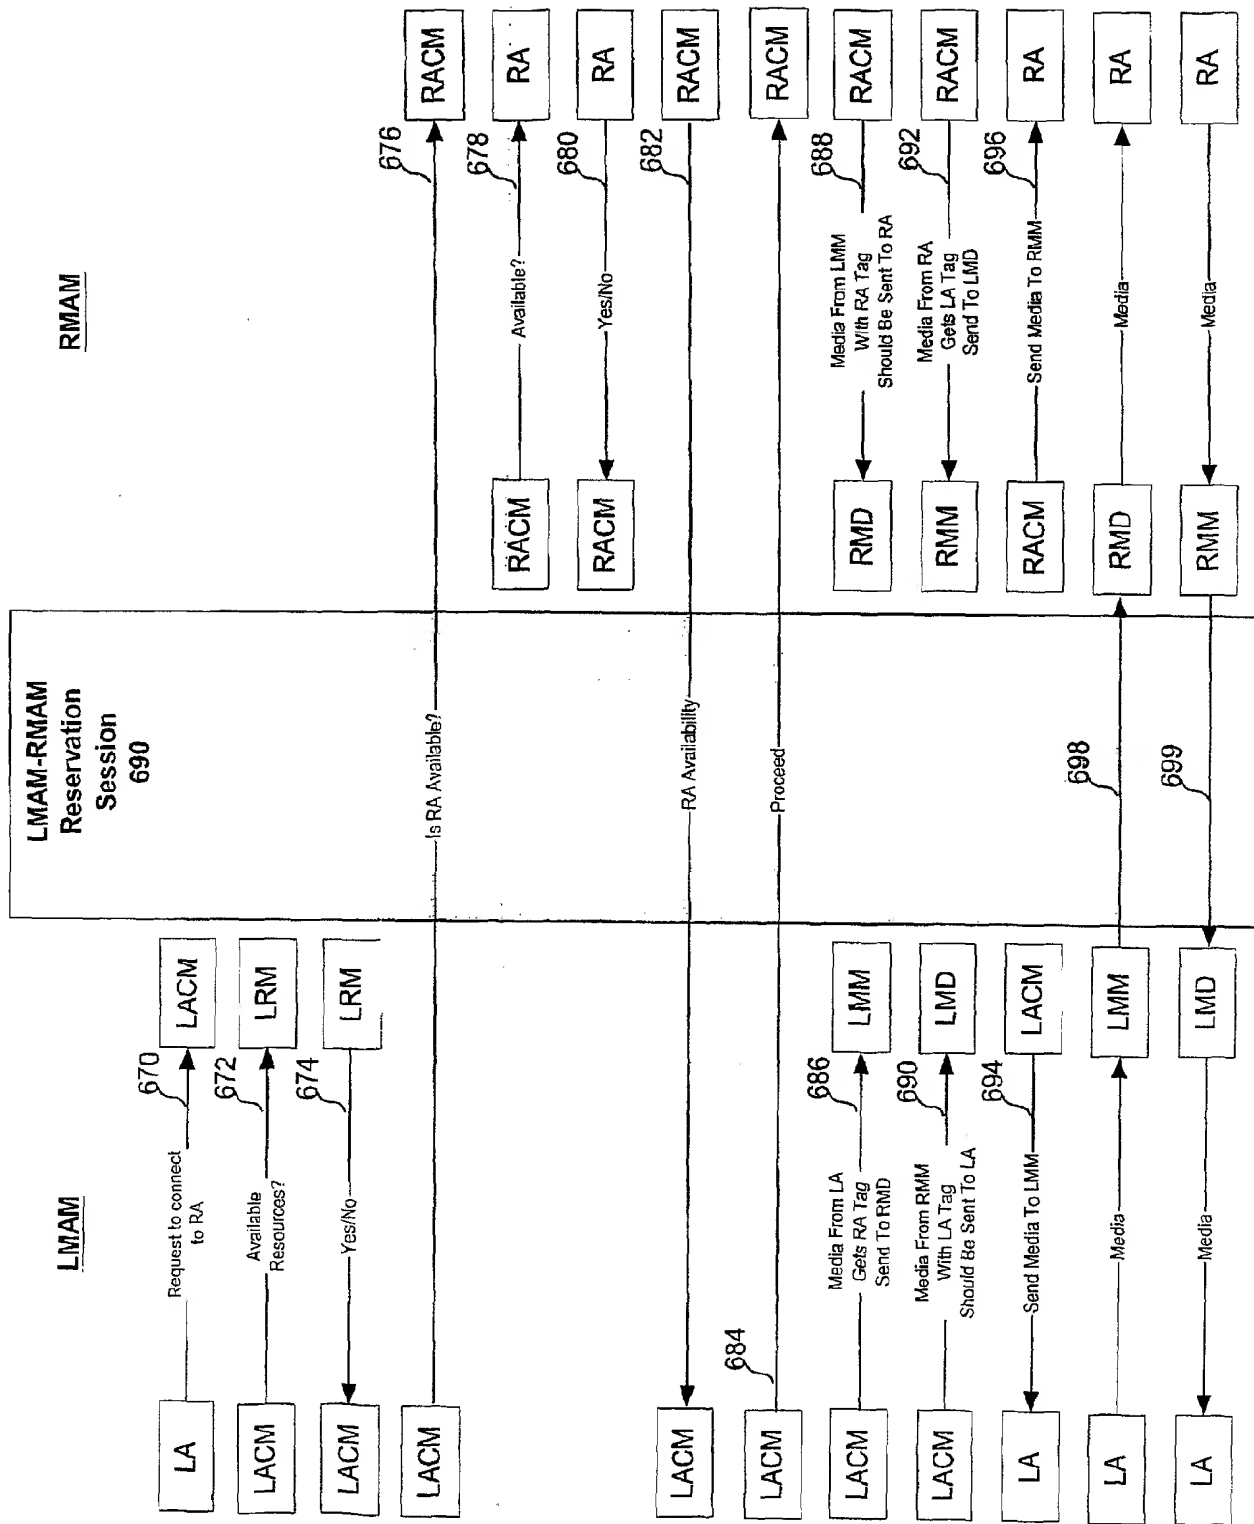 LMAM
RMAM
LMAM-RMAM
Reservation
Session
690
LA
Request to connect
to RA
670
LACM
LACM
Available
Resources?
672
LRM
LACM
Yes/No
674
LRM
LACM
Is RA Available?
676
RACM
RACM
Available?
678
RA
RACM
Yes/No
680
RA
LACM
RA Availability
682
RACM
LACM
684
Proceed
RACM
LACM
Media From LA
Gets RA Tag
Send To RMD
686
LMM
RMD
Media From LMM
With RA Tag
Should Be Sent To RA
688
RACM
LACM
Media From RMM
With LA Tag
Should Be Sent To LA
690
LMD
RMM
Media From RA
Gets LA Tag
Send To LMD
692
RACM
LA
Send Media To LMM
694
LACM
RACM
Send Media To RMM
696
RA
LA
Media
LMM
698
RMD
Media
RA
LA
Media
LMD
699
RMM
Media
RA